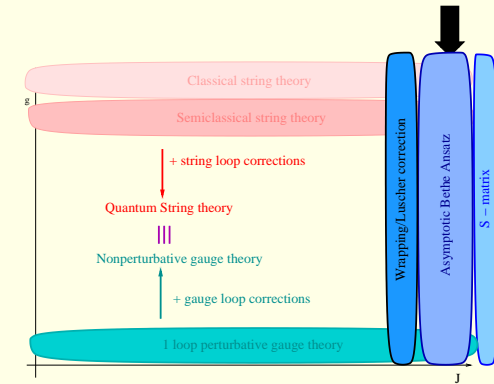 Classical string theory
8
Semiclassical string theory
+ string loop corrections
Quantum String theory
Nonperturbative gauge theory
+ gauge loop corrections
1 loop perturbative gauge theory
J
Wrapping/Luscher correction
Asymptotic Bethe Ansatz
S − matrix